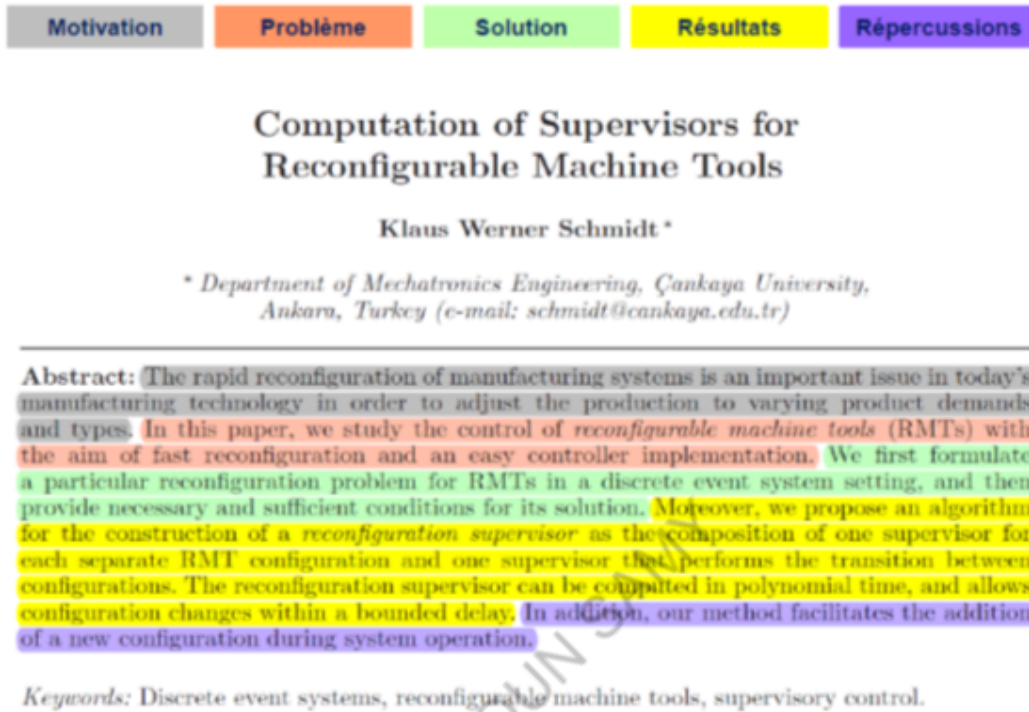 Motivation Problème Solution Résultats Répercussions
Computation of Supervisors for
Reconfigurable Machine Tools
Klaus Werner Schmidt *
* Department of Mechatronics Engineering, Çankaya University,
Ankara, Turkey (e-mail: schmidt@cankaya.edu.tr)
Abstract: The rapid reconfiguration of manufacturing systems is an important issue in today's
manufacturing technology in order to adjust the production to varying product demands
and types. In this paper, we study the control of reconfigurable machine tools (RMTs) with
the aim of fast reconfiguration and an easy controller implementation. We first formulate
a particular reconfiguration problem for RMTs in a discrete event system setting, and then
provide necessary and sufficient conditions for its solution. Moreover, we propose an algorithm
for the construction of a reconfiguration supervisor as the composition of one supervisor for
each separate RMT configuration and one supervisor that performs the transition between
configurations. The reconfiguration supervisor can be computed in polynomial time, and allows
configuration changes within a bounded delay. In addition, our method facilitates the addition
of a new configuration during system operation.
Keywords: Discrete event systems, reconfigurable machine tools, supervisory control.